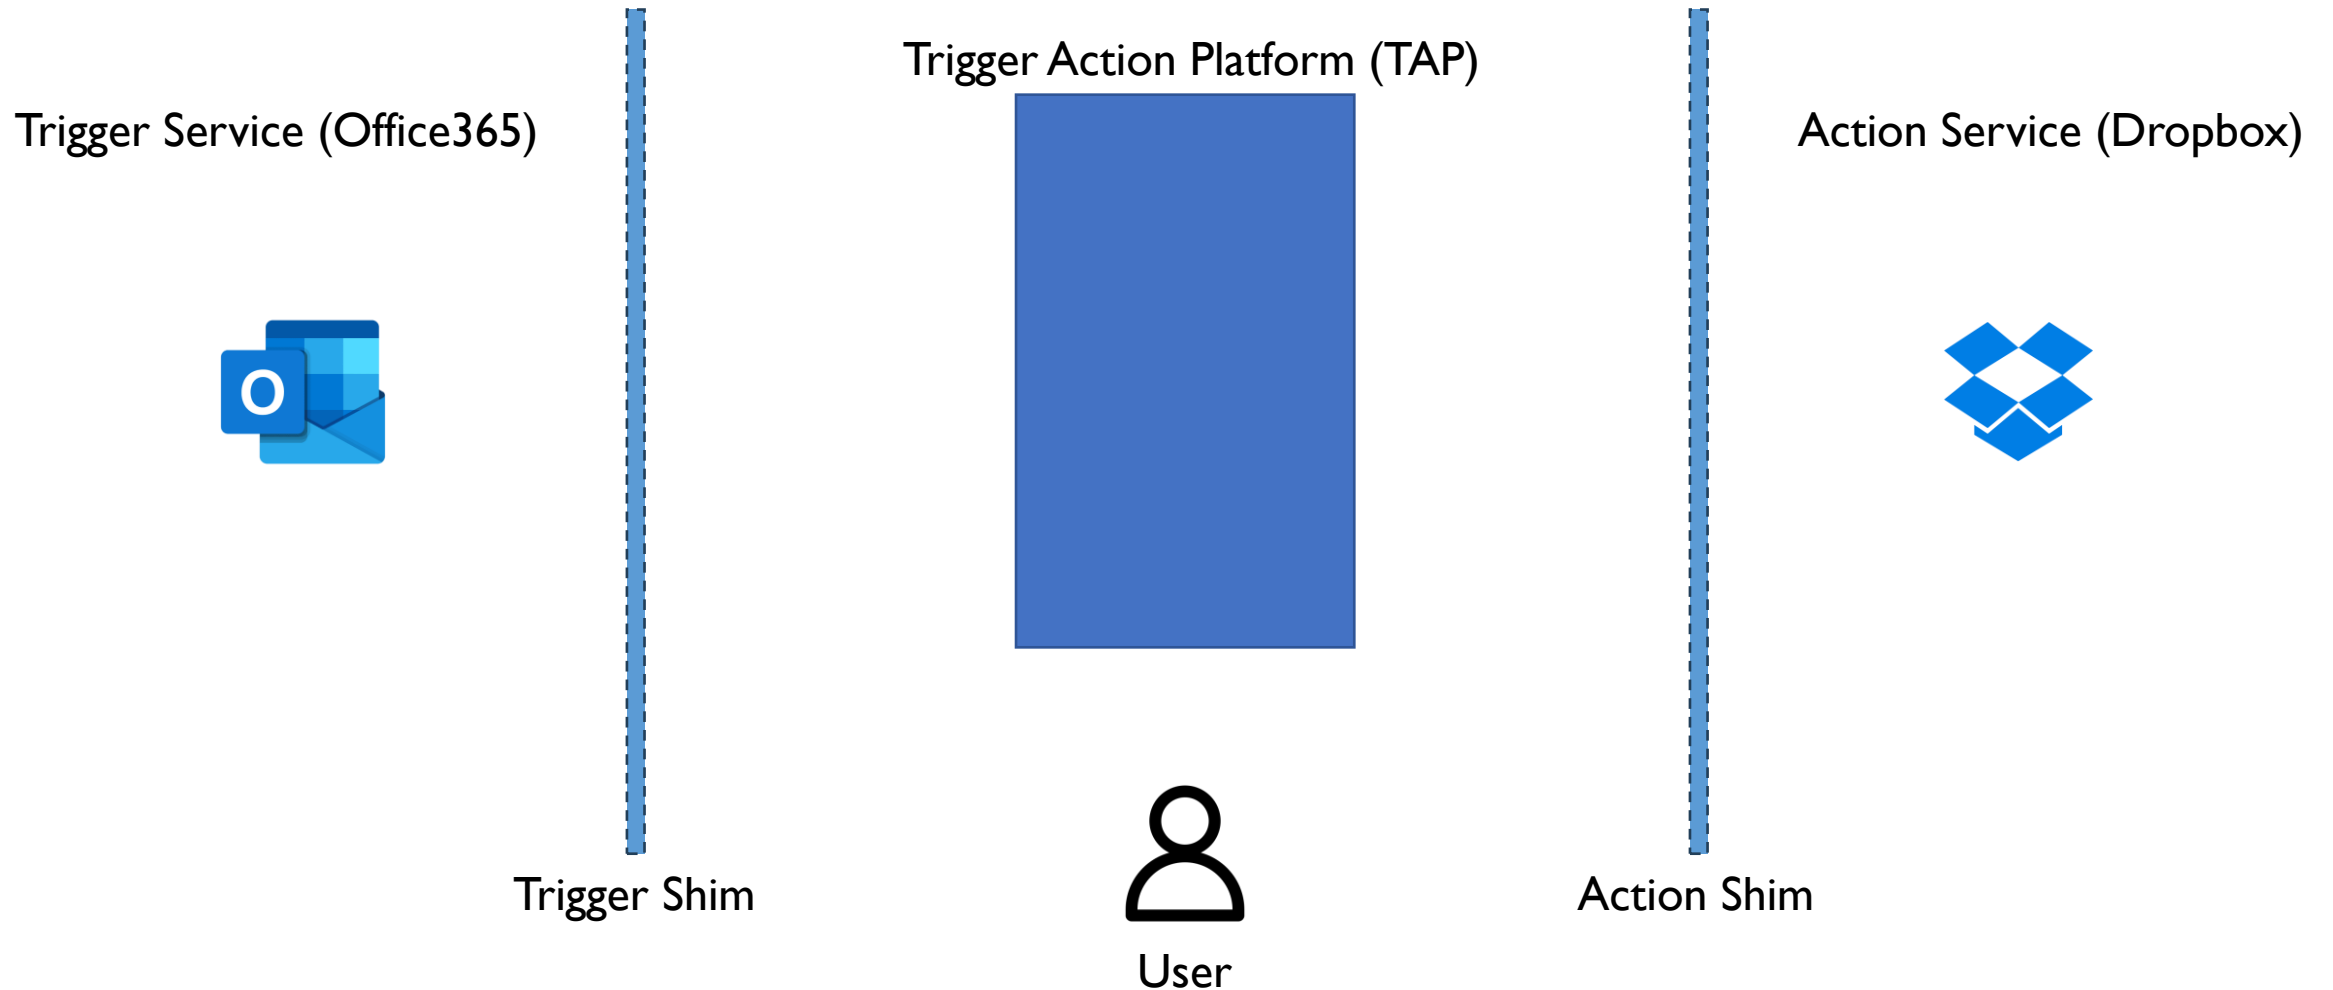 Trigger Action Platform (TAP)
Trigger Service (Office365)
Action Service (Dropbox)
O
Trigger Shim
Action Shim
User